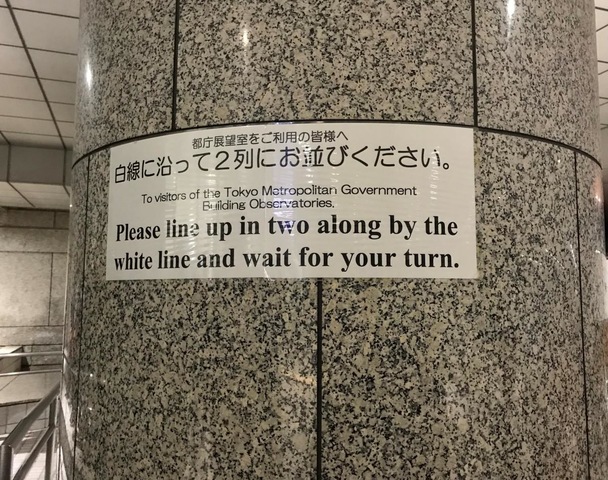 都庁展望室をご利用の皆様へ
白線に沿って２列にお並びください。
To visitors of the Tokyo Metropolitan Government
Building Observatories.
Please line up in two along by the
white line and wait for your turn.